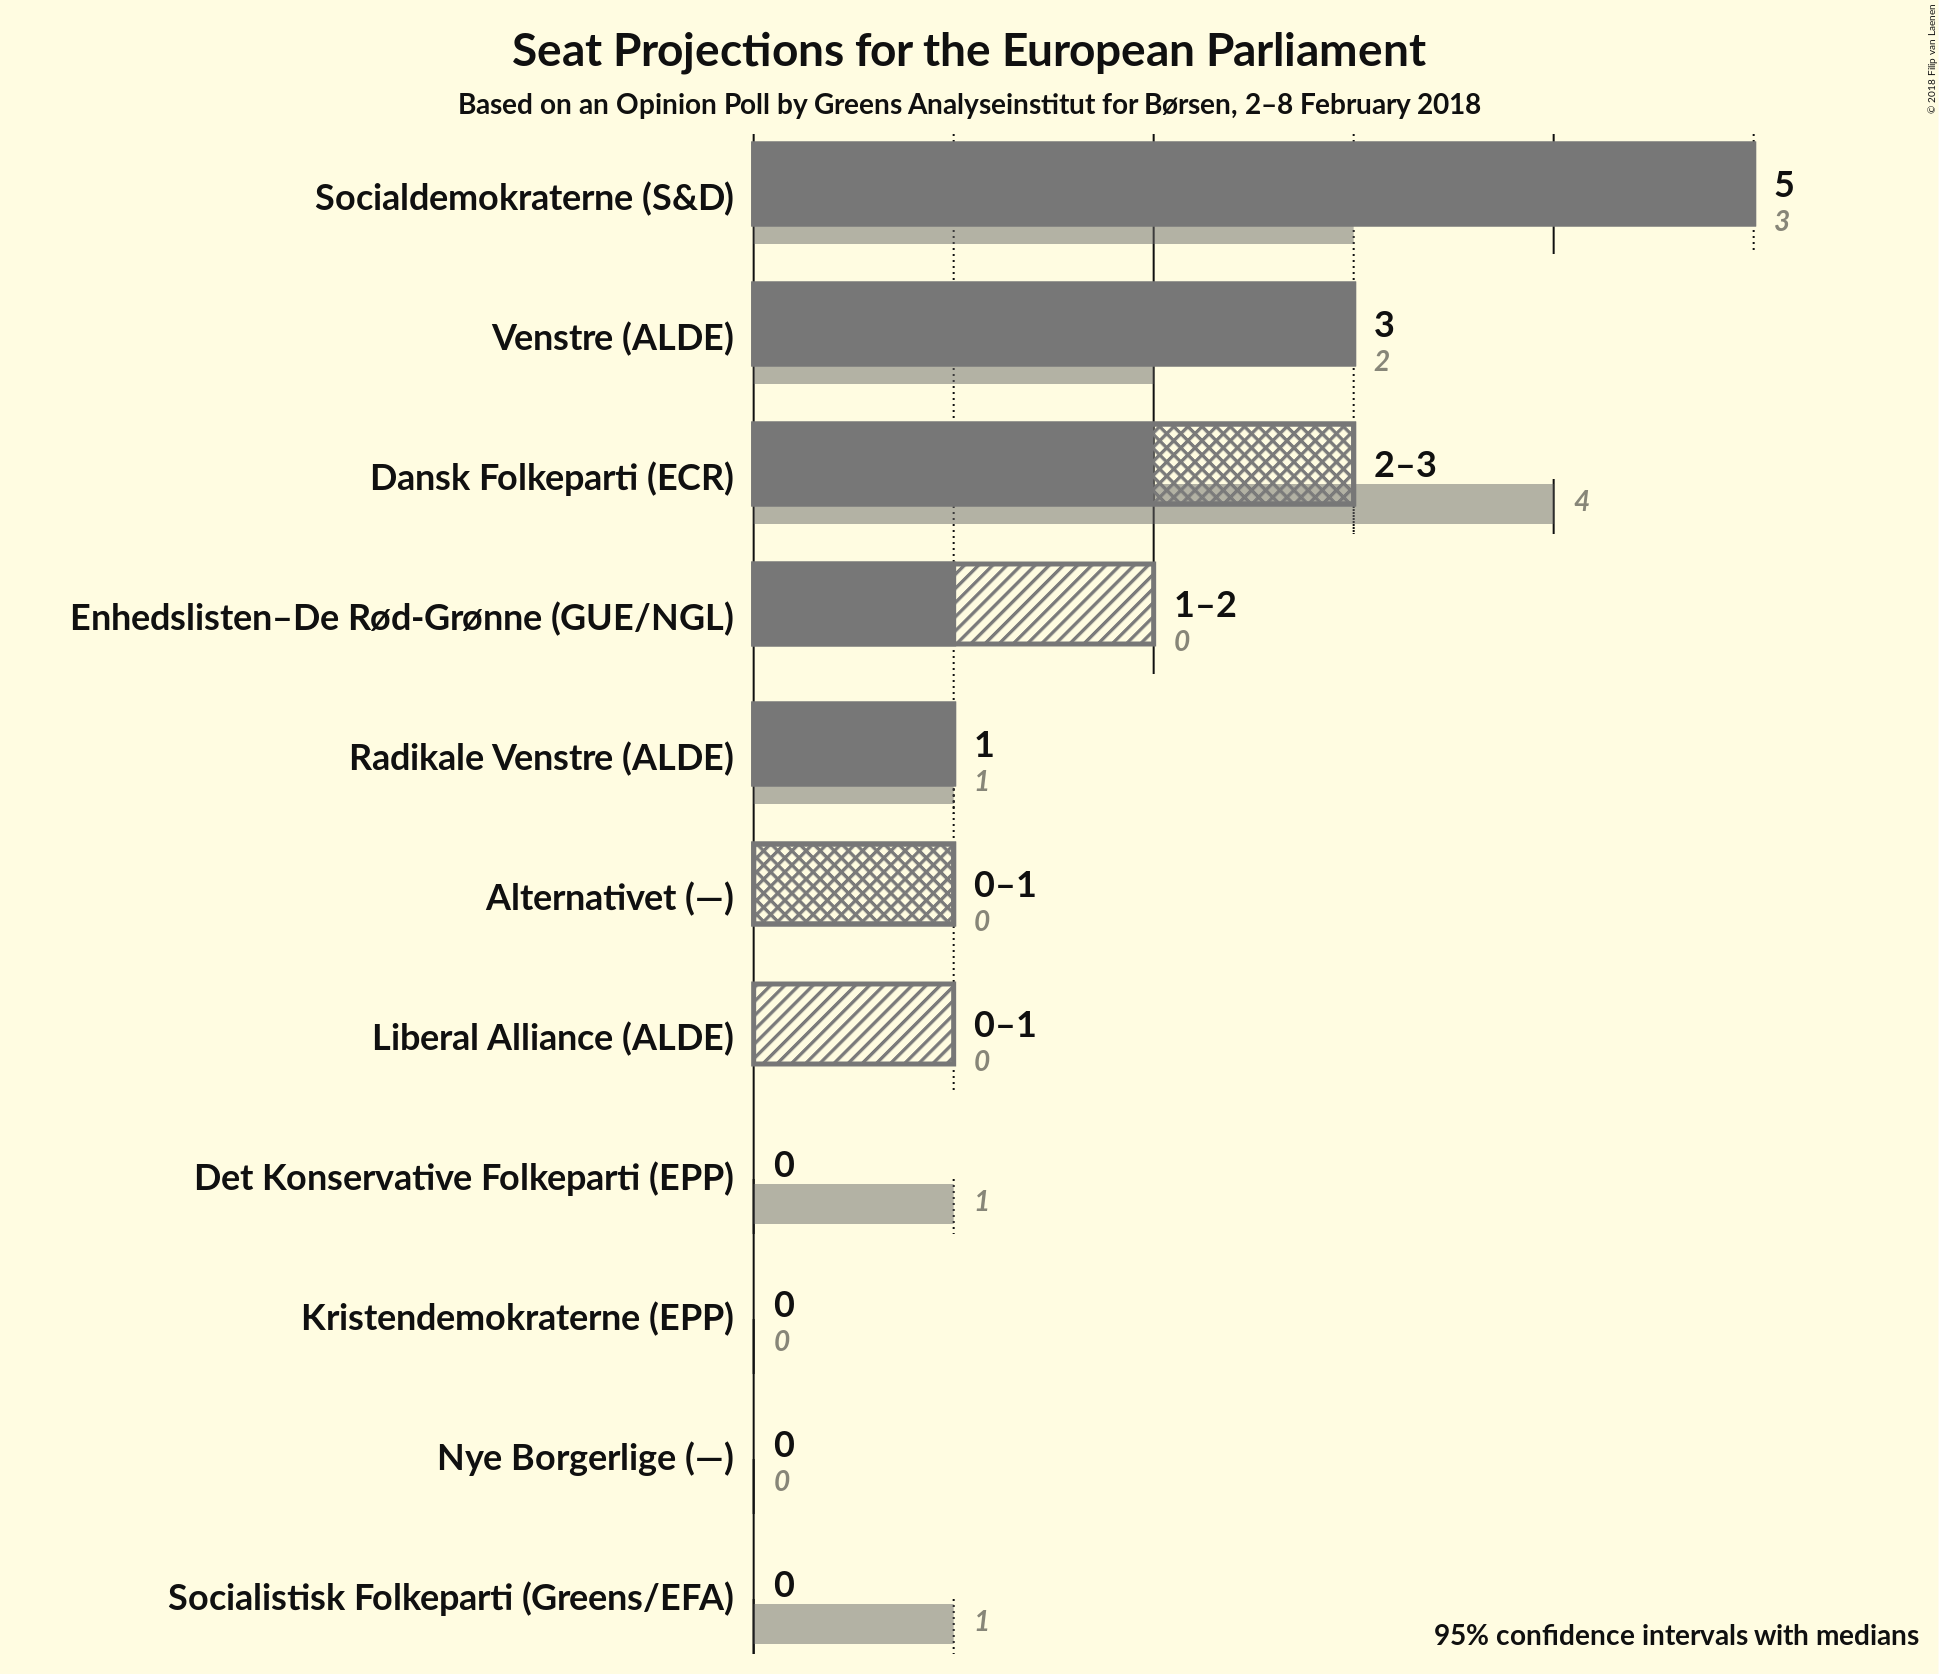 Seat Projections for the European Parliament
Based on an Opinion Poll by Greens Analyseinstitut for Børsen, 2–8 February 2018
© 2018 Filip van Laenen
Socialdemokraterne (S&D)
5
3
Venstre (ALDE)
3
2
Dansk Folkeparti (ECR)
2–3
4
Enhedslisten–De Rød-Grønne (GUE/NGL)
1–2
0
Radikale Venstre (ALDE)
1
1
Alternativet (—)
0–1
0
Liberal Alliance (ALDE)
0–1
0
Det Konservative Folkeparti (EPP)
0
1
Kristendemokraterne (EPP)
0
0
Nye Borgerlige (—)
0
0
Socialistisk Folkeparti (Greens/EFA)
0
1
95% confidence intervals with medians